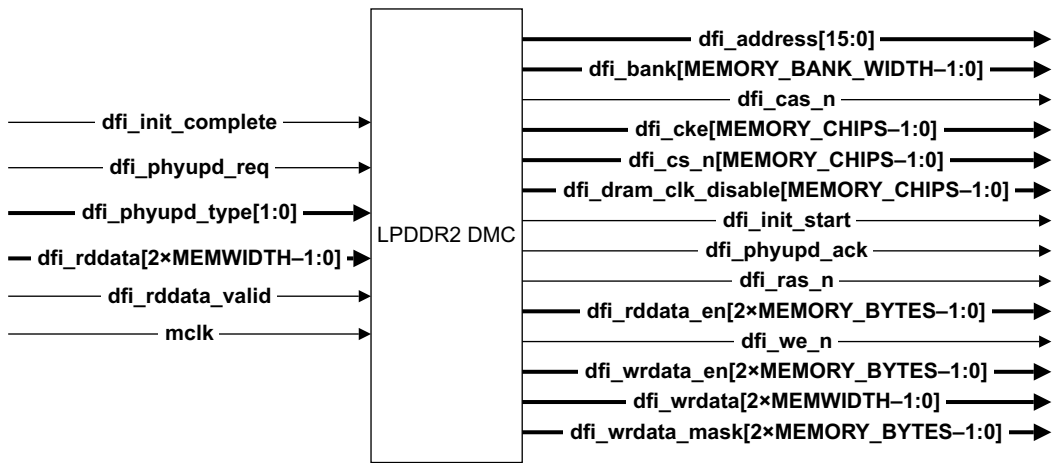 dfi_init_complete
dfi_phyupd_req
dfi_phyupd_type[1:0]
dfi_rddata[2×MEMWIDTH–1:0]
dfi_rddata_valid
mclk
LPDDR2 DMC
dfi_address[15:0]
dfi_bank[MEMORY_BANK_WIDTH–1:0]
dfi_cas_n
dfi_cke[MEMORY_CHIPS–1:0]
dfi_cs_n[MEMORY_CHIPS–1:0]
dfi_dram_clk_disable[MEMORY_CHIPS–1:0]
dfi_init_start
dfi_phyupd_ack
dfi_ras_n
dfi_rddata_en[2×MEMORY_BYTES–1:0]
dfi_we_n
dfi_wrdata_en[2×MEMORY_BYTES–1:0]
dfi_wrdata[2×MEMWIDTH–1:0]
dfi_wrdata_mask[2×MEMORY_BYTES–1:0]